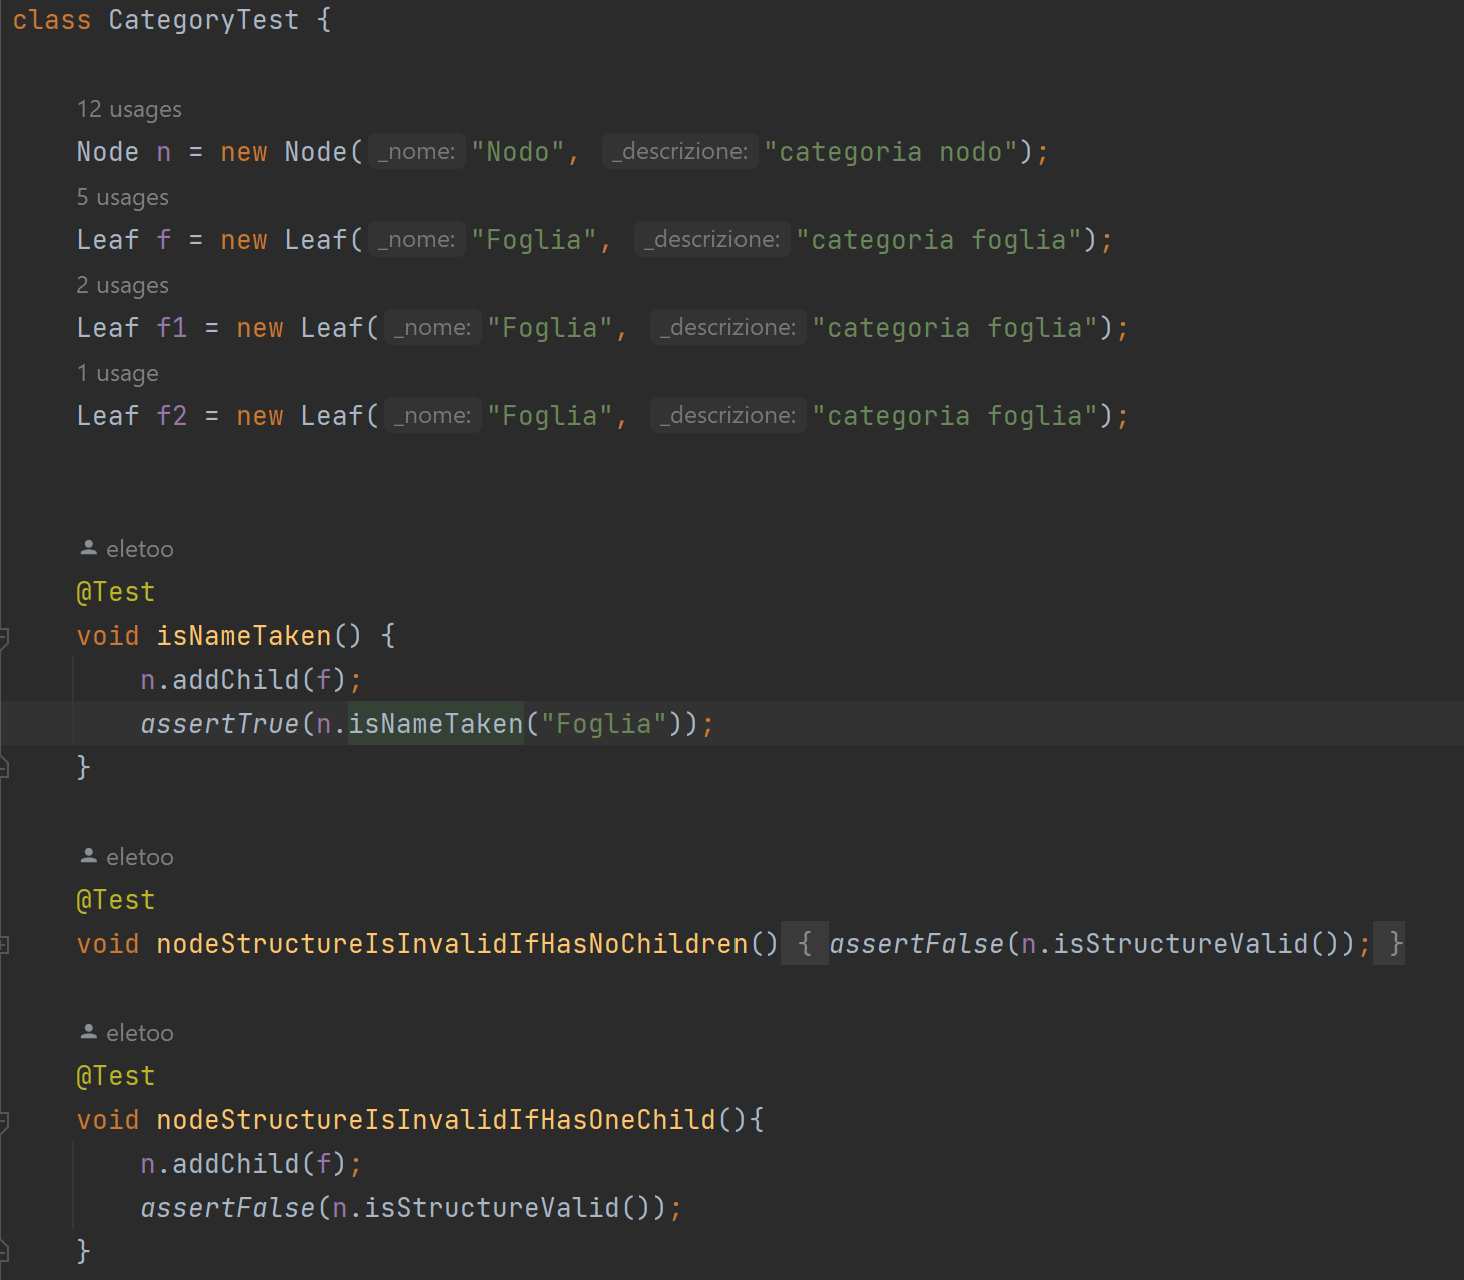 class CategoryTest {
12 usages
Node n = new Node( _nome: "Nodo", _descrizione: "categoria nodo");
5 usages
Leaf f = new Leaf( _nome: "Foglia", _descrizione: "categoria foglia");
2 usages
Leaf f1 = new Leaf( _nome: "Foglia", _descrizione: "categoria foglia");
1 usage
Leaf f2 = new Leaf( _nome: "Foglia", _descrizione: "categoria foglia");
eletoo
@Test
void isNameTaken() {
n.addChild(f);
assertTrue(n.isNameTaken("Foglia"));
}
eletoo
@Test
void nodeStructureIsInvalidIfHasNoChildren() { assertFalse(n.isStructureValid()); }
eletoo
@Test
void nodeStructureIsInvalidIfHasOneChild(){
n.addChild(f);
assertFalse(n.isStructureValid());
}